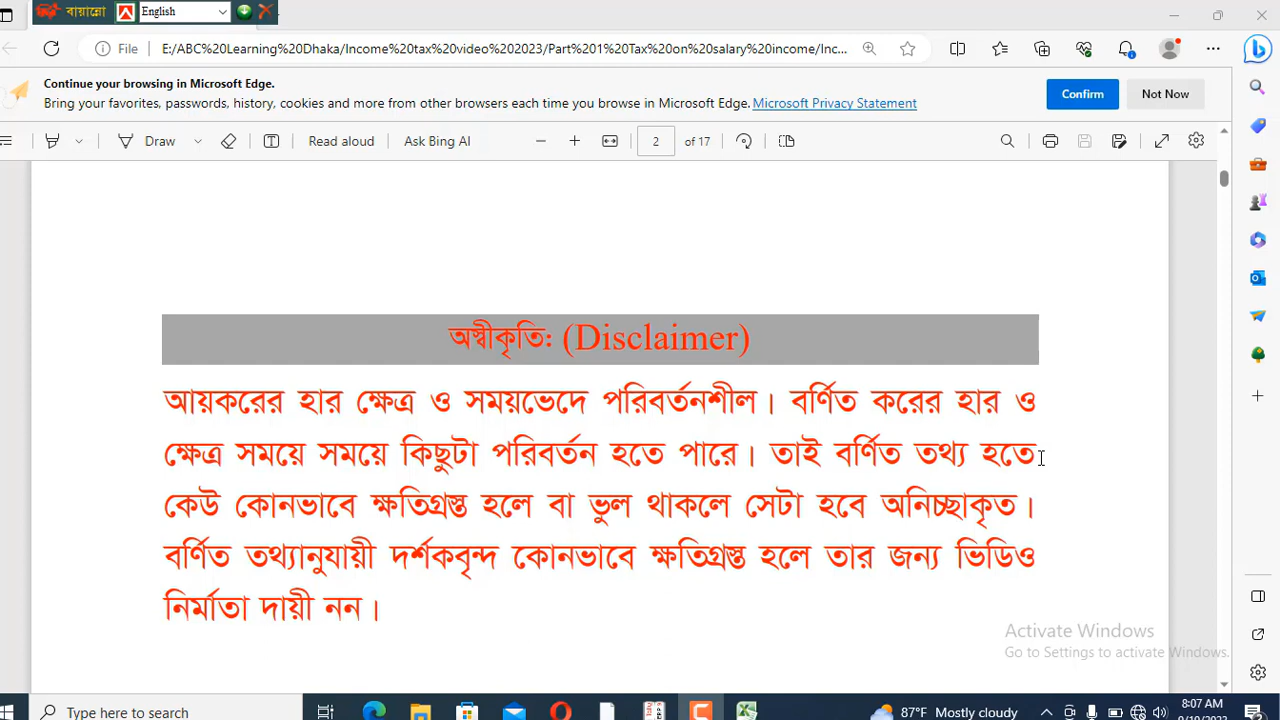 বায়ান্নো English
File E:/ABC%20Learning%20Dhaka/Income%20tax%20video%202023/Part%201%20Tax%20on%20salary%20income/Inc...
Continue your browsing in Microsoft Edge.
Bring your favorites, passwords, history, cookies and more from other browsers each time you browse in Microsoft Edge. Microsoft Privacy Statement
Confirm Not Now
Draw Read aloud Ask Bing AI 2 of 17
অস্বীকৃতিঃ (Disclaimer)
আয়করের হার ক্ষেত্র ও সময়ভেদে পরিবর্তনশীল। বর্ণিত করের হার ও
ক্ষেত্র সময়ে সময়ে কিছুটা পরিবর্তন হতে পারে। তাই বর্ণিত তথ্য হতে
কেউ কোনভাবে ক্ষতিগ্রস্ত হলে বা ভুল থাকলে সেটা হবে অনিচ্ছাকৃত।
বর্ণিত তথ্যানুযায়ী দর্শকবৃন্দ কোনভাবে ক্ষতিগ্রস্ত হলে তার জন্য ভিডিও
নির্মাতা দায়ী নন।
Activate Windows
Go to Settings to activate Windows.
Type here to search
87°F Mostly cloudy
8:07 AM